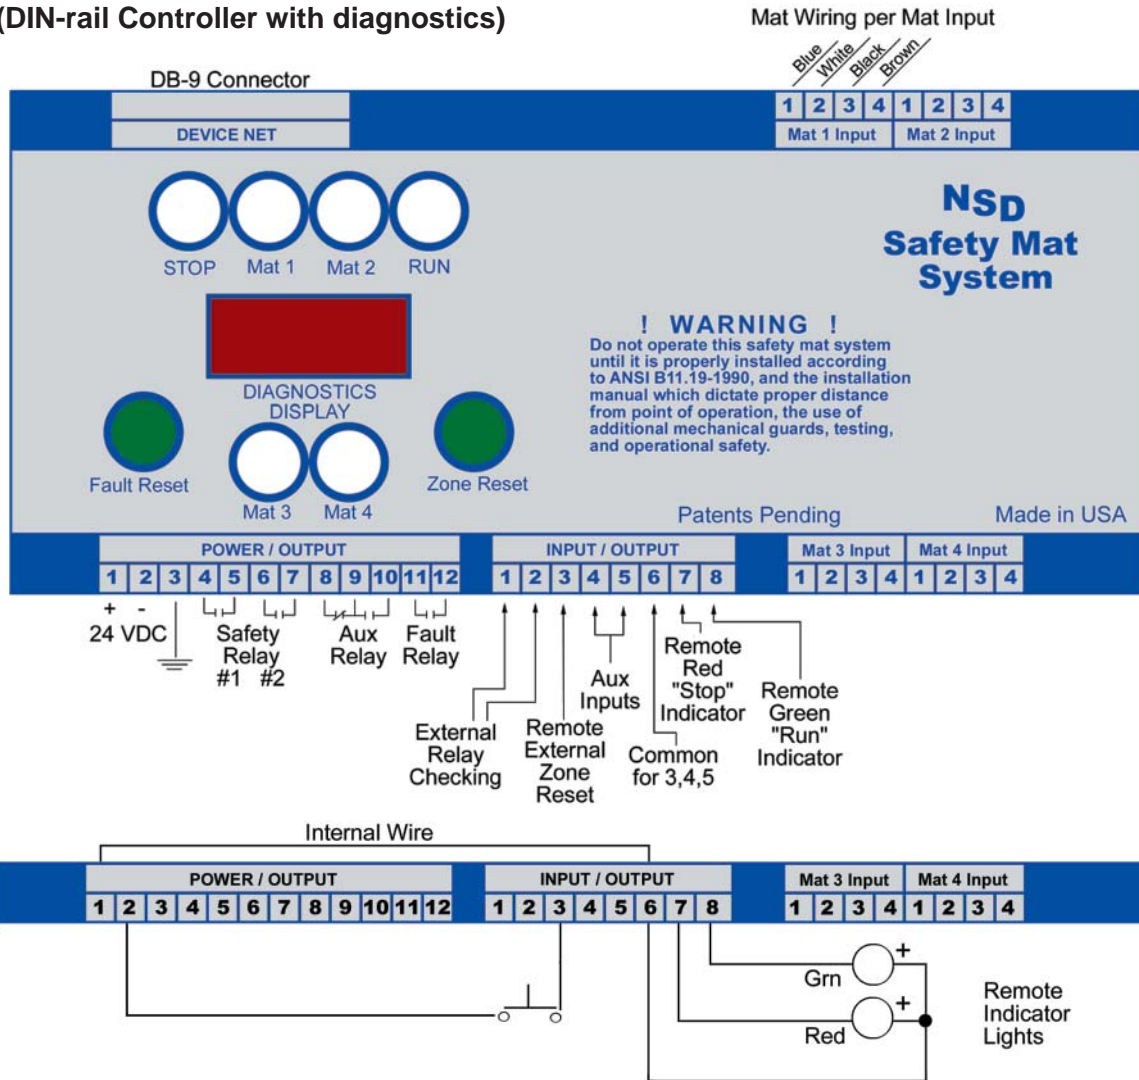 (DIN-rail Controller with diagnostics)
Mat Wiring per Mat Input
Blue
White
Black
Brown
DB-9 Connector
DEVICE NET
1 2 3 4 1 2 3 4
Mat 1 Input Mat 2 Input
STOP Mat 1 Mat 2 RUN
NSD
Safety Mat
System
DIAGNOSTICS
DISPLAY
! WARNING !
Do not operate this safety mat system
until it is properly installed according
to ANSI B11.19-1990, and the installation
manual which dictate proper distance
from point of operation, the use of
additional mechanical guards, testing,
and operational safety.
Fault Reset
Zone Reset
Mat 3 Mat 4
Patents Pending
Made in USA
POWER / OUTPUT
1 2 3 4 5 6 7 8 9 10 11 12
INPUT / OUTPUT
1 2 3 4 5 6 7 8
Mat 3 Input Mat 4 Input
1 2 3 4 1 2 3 4
+ -
24 VDC
Safety
Relay
#1 #2
Aux
Relay
Fault
Relay
External
Relay
Checking
Remote
External
Zone
Reset
Aux
Inputs
Common
for 3,4,5
Remote
Red
"Stop"
Indicator
Remote
Green
"Run"
Indicator
Internal Wire
POWER / OUTPUT
1 2 3 4 5 6 7 8 9 10 11 12
INPUT / OUTPUT
1 2 3 4 5 6 7 8
Mat 3 Input Mat 4 Input
1 2 3 4 1 2 3 4
Grn +
Red +
Remote
Indicator
Lights